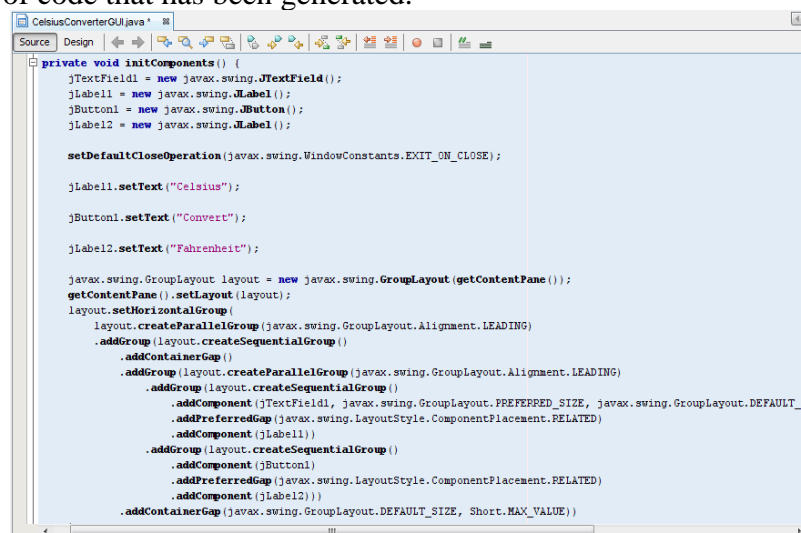 of code that has been generated.
CelsiusConverterGUI.java *
Source Design
private void initComponents() {
jTextField1 = new javax.swing.JTextField();
jLabel1 = new javax.swing.JLabel();
jButton1 = new javax.swing.JButton();
jLabel2 = new javax.swing.JLabel();
setDefaultCloseOperation(javax.swing.WindowConstants.EXIT_ON_CLOSE);
jLabel1.setText("Celsius");
jButton1.setText("Convert");
jLabel2.setText("Fahrenheit");
javax.swing.GroupLayout layout = new javax.swing.GroupLayout(getContentPane());
getContentPane().setLayout(layout);
layout.setHorizontalGroup(
layout.createParallelGroup(javax.swing.GroupLayout.Alignment.LEADING)
.addGroup(layout.createSequentialGroup()
.addContainerGap()
.addGroup(layout.createParallelGroup(javax.swing.GroupLayout.Alignment.LEADING)
.addGroup(layout.createSequentialGroup()
.addComponent(jTextField1, javax.swing.GroupLayout.PREFERRED_SIZE, javax.swing.GroupLayout.DEFAULT_
.addPreferredGap(javax.swing.LayoutStyle.ComponentPlacement.RELATED)
.addComponent(jLabel1))
.addGroup(layout.createSequentialGroup()
.addComponent(jButton1)
.addPreferredGap(javax.swing.LayoutStyle.ComponentPlacement.RELATED)
.addComponent(jLabel2)))
.addContainerGap(javax.swing.GroupLayout.DEFAULT_SIZE, Short.MAX_VALUE))